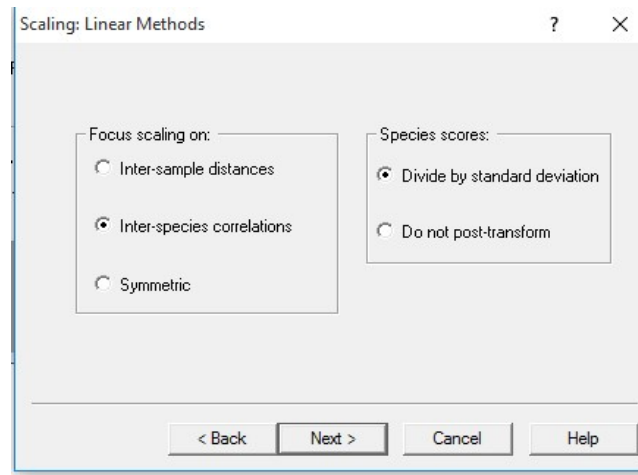 Scaling: Linear Methods ? X
Focus scaling on:
Inter-sample distances
Inter-species correlations
Symmetric
Species scores:
Divide by standard deviation
Do not post-transform
< Back Next > Cancel Help